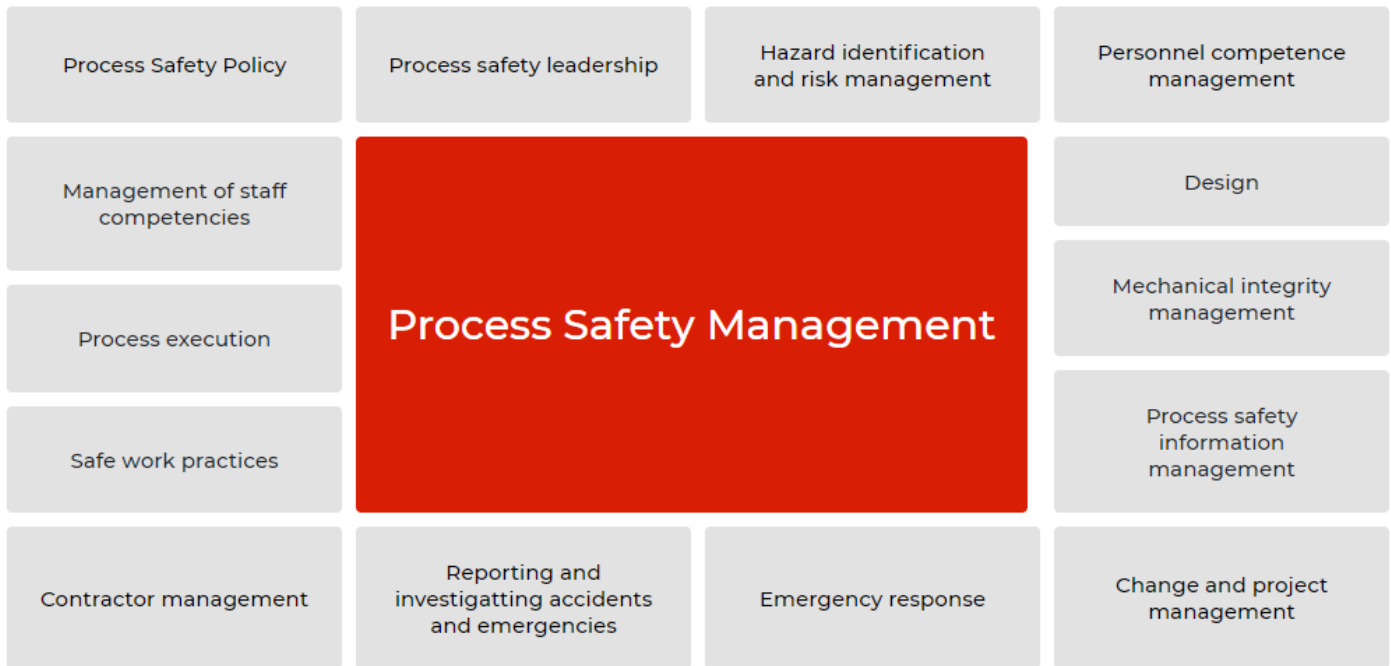 Process Safety Policy
Process safety leadership
Hazard identification
and risk management
Personnel competence
management
Management of staff
competencies
Process execution
Safe work practices
Process Safety Management
Design
Mechanical integrity
management
Process safety
information
management
Contractor management
Reporting and
investigatting accidents
and emergencies
Emergency response
Change and project
management